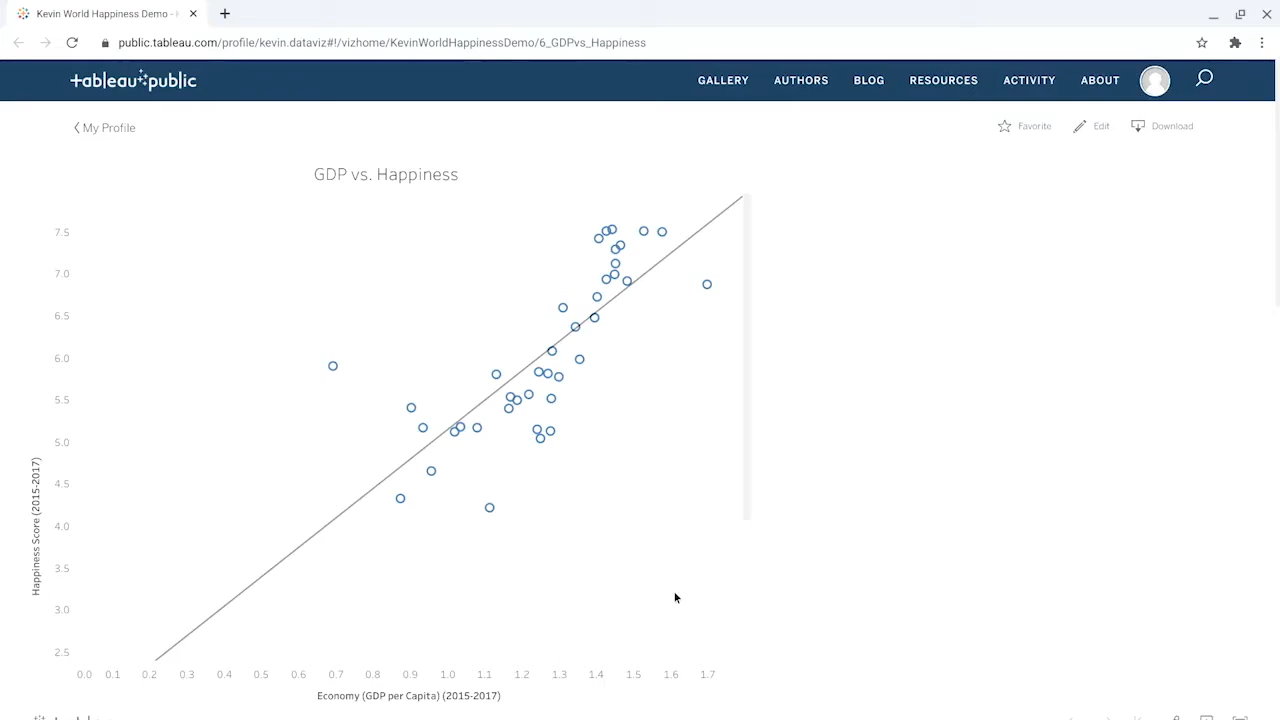 Kevin World Happiness Demo -
public.tableau.com/profile/kevin.dataviz#!/vizhome/KevinWorldHappinessDemo/6_GDPvs_Happiness
tableau public
GALLERY AUTHORS BLOG RESOURCES ACTIVITY ABOUT
My Profile
Favorite Edit Download
GDP vs. Happiness
7.5
7.0
6.5
6.0
5.5
5.0
4.5
4.0
3.5
3.0
2.5
Happiness Score (2015-2017)
0.0 0.1 0.2 0.3 0.4 0.5 0.6 0.7 0.8 0.9 1.0 1.1 1.2 1.3 1.4 1.5 1.6 1.7
Economy (GDP per Capita) (2015-2017)